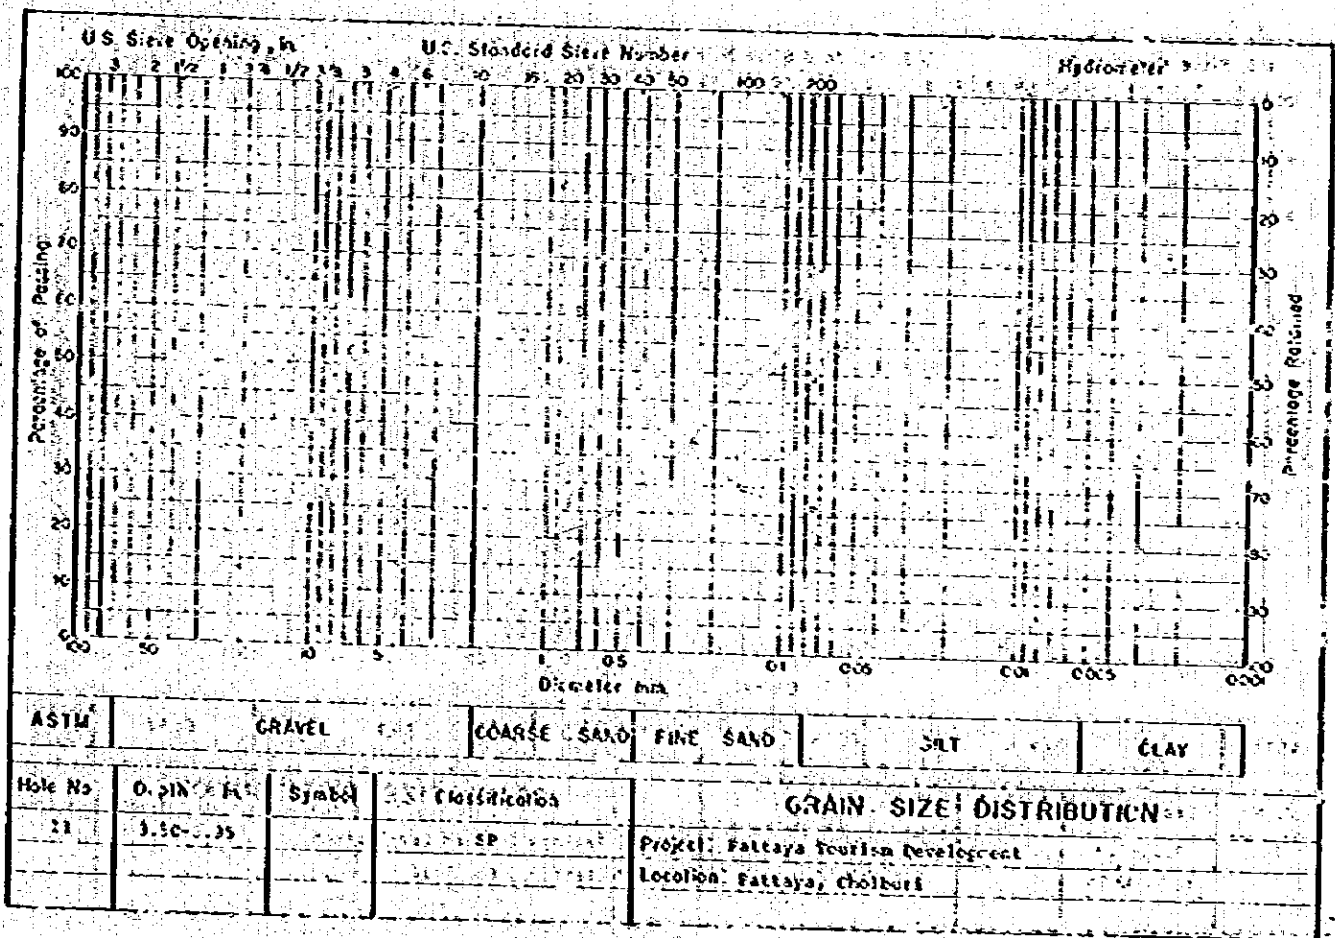 U.S. Sieve Opening, in.
U.S. Standard Sieve Number
Hydrometer
3 2 1 1/2 1 3/4 1/2 3/8 3 4 6 10 16 20 30 40 50 100 200
Percentage of Passing
100
90
80
70
60
50
40
30
20
10
0
Percentage Retained
0
10
20
30
40
50
60
70
80
90
100
100 50 10 5 1 0.5 0.1 0.05 0.01 0.005 0.001
Diameter mm.
ASTM GRAVEL COARSE SAND FINE SAND SILT CLAY
Hole No Depth Symbol Classification
GRAIN SIZE DISTRIBUTION
SP
Project: Pattaya Tourism Development
Location: Pattaya, Cholburi